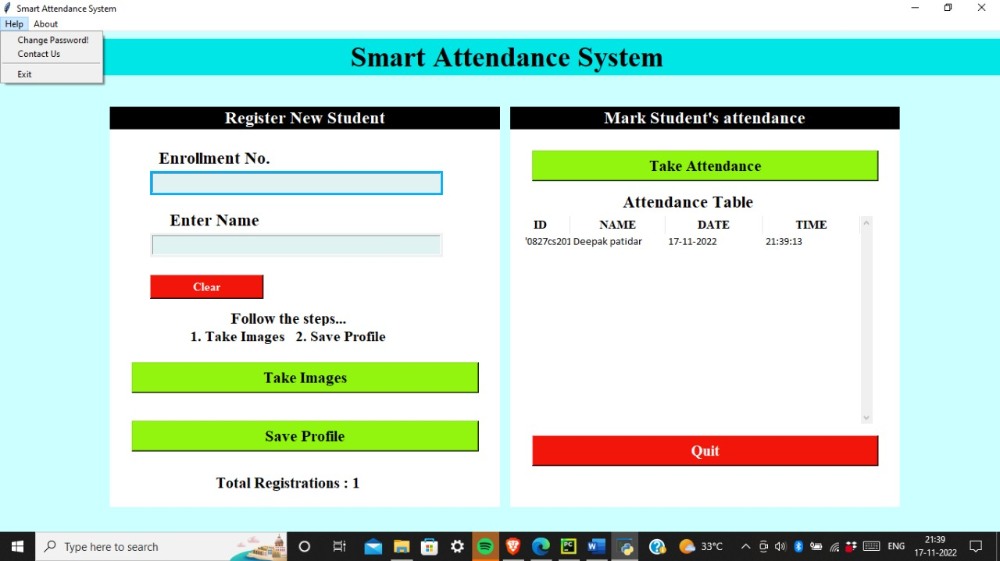 Smart Attendance System
Help About
Change Password!
Contact Us
Exit
Smart Attendance System
Register New Student
Enrollment No.
Enter Name
Clear
Follow the steps...
1. Take Images 2. Save Profile
Take Images
Save Profile
Total Registrations : 1
Mark Student's attendance
Take Attendance
Attendance Table
ID NAME DATE TIME
'0827cs201 Deepak patidar 17-11-2022 21:39:13
Quit
Type here to search
PC
W
33°C
ENG
21:39
17-11-2022